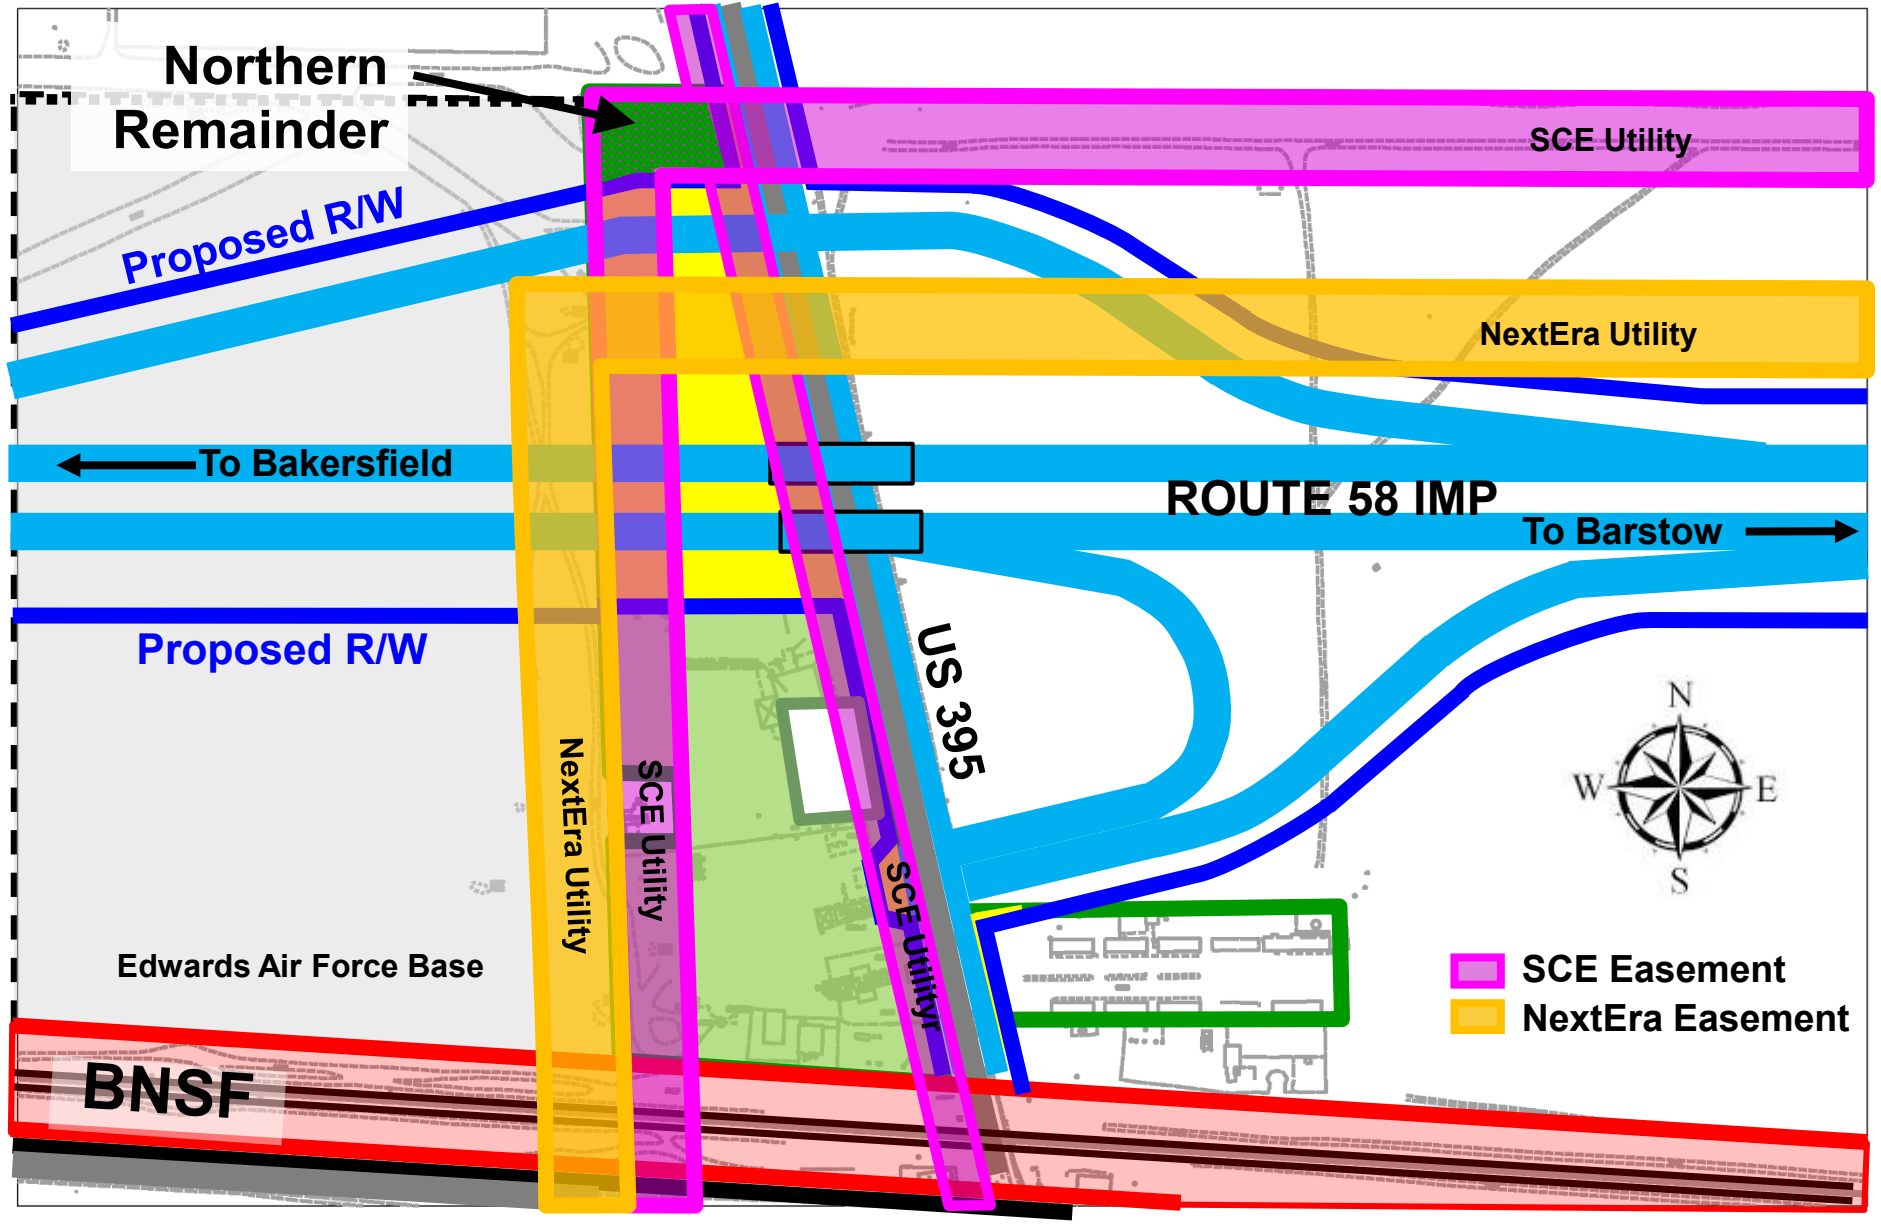 Northern
Remainder
SCE Utility
Proposed R/W
NextEra Utility
To Bakersfield
ROUTE 58 IMP
To Barstow
Proposed R/W
US 395
N
W E
S
NextEra Utility
SCE Utility
SCE Utilityr
Edwards Air Force Base
SCE Easement
NextEra Easement
BNSF